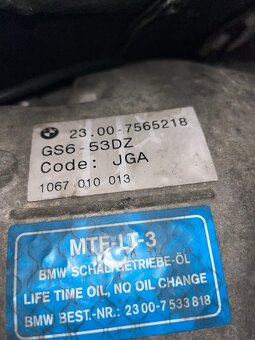 23.00-7565218
GS6-53DZ
Code: JGA
1067 010 013
MTF-LT-3
BMW SCHALTGETRIEBE-ÖL
LIFE TIME OIL, NO OIL CHANGE
BMW BEST.-NR.: 23 00-7 533 818